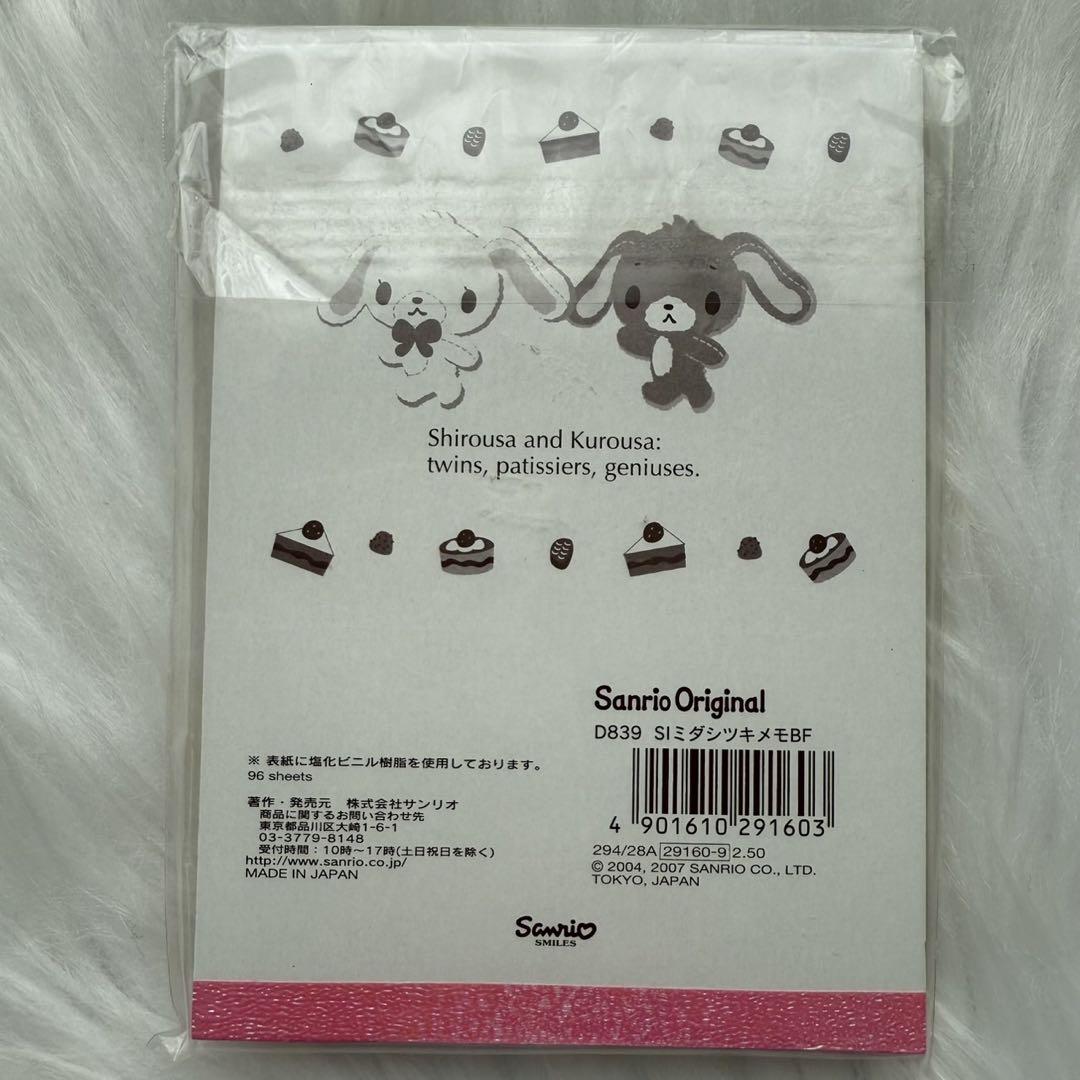 Shirousa and Kurousa:
twins, patissiers, geniuses.
Sanrio Original
D839 SIミダシツキメモBF
※ 表紙に塩化ビニル樹脂を使用しております。
96 sheets
著作・発売元 株式会社サンリオ
商品に関するお問い合わせ先
東京都品川区大崎1-6-1
03-3779-8148
受付時間：10時〜17時(土日祝日を除く)
http://www.sanrio.co.jp/
MADE IN JAPAN
4 901610 291603
294/28A 29160-9 2.50
© 2004, 2007 SANRIO CO., LTD.
TOKYO, JAPAN
Sanrio
SMILES